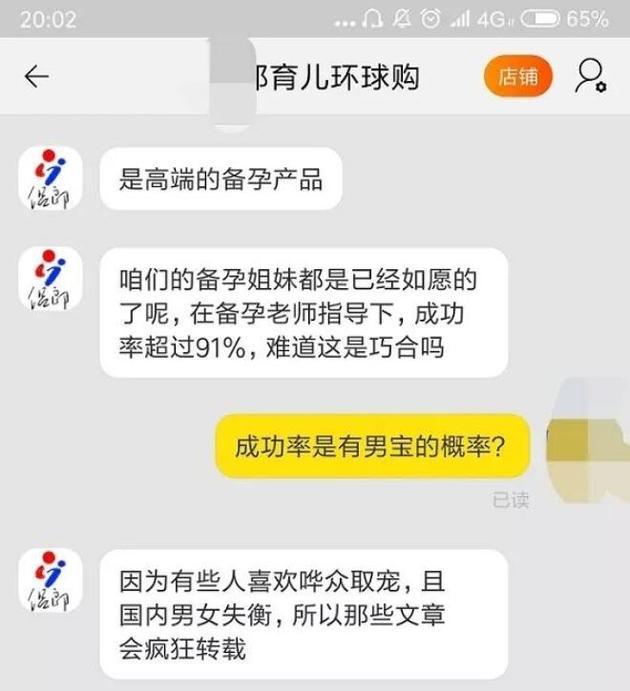 20:02
4G
65%
育儿环球购
店铺
是高端的备孕产品
咱们的备孕姐妹都是已经如愿的
了呢，在备孕老师指导下，成功
率超过91%，难道这是巧合吗
成功率是有男宝的概率？
已读
因为有些人喜欢哗众取宠，且
国内男女失衡，所以那些文章
会疯狂转载